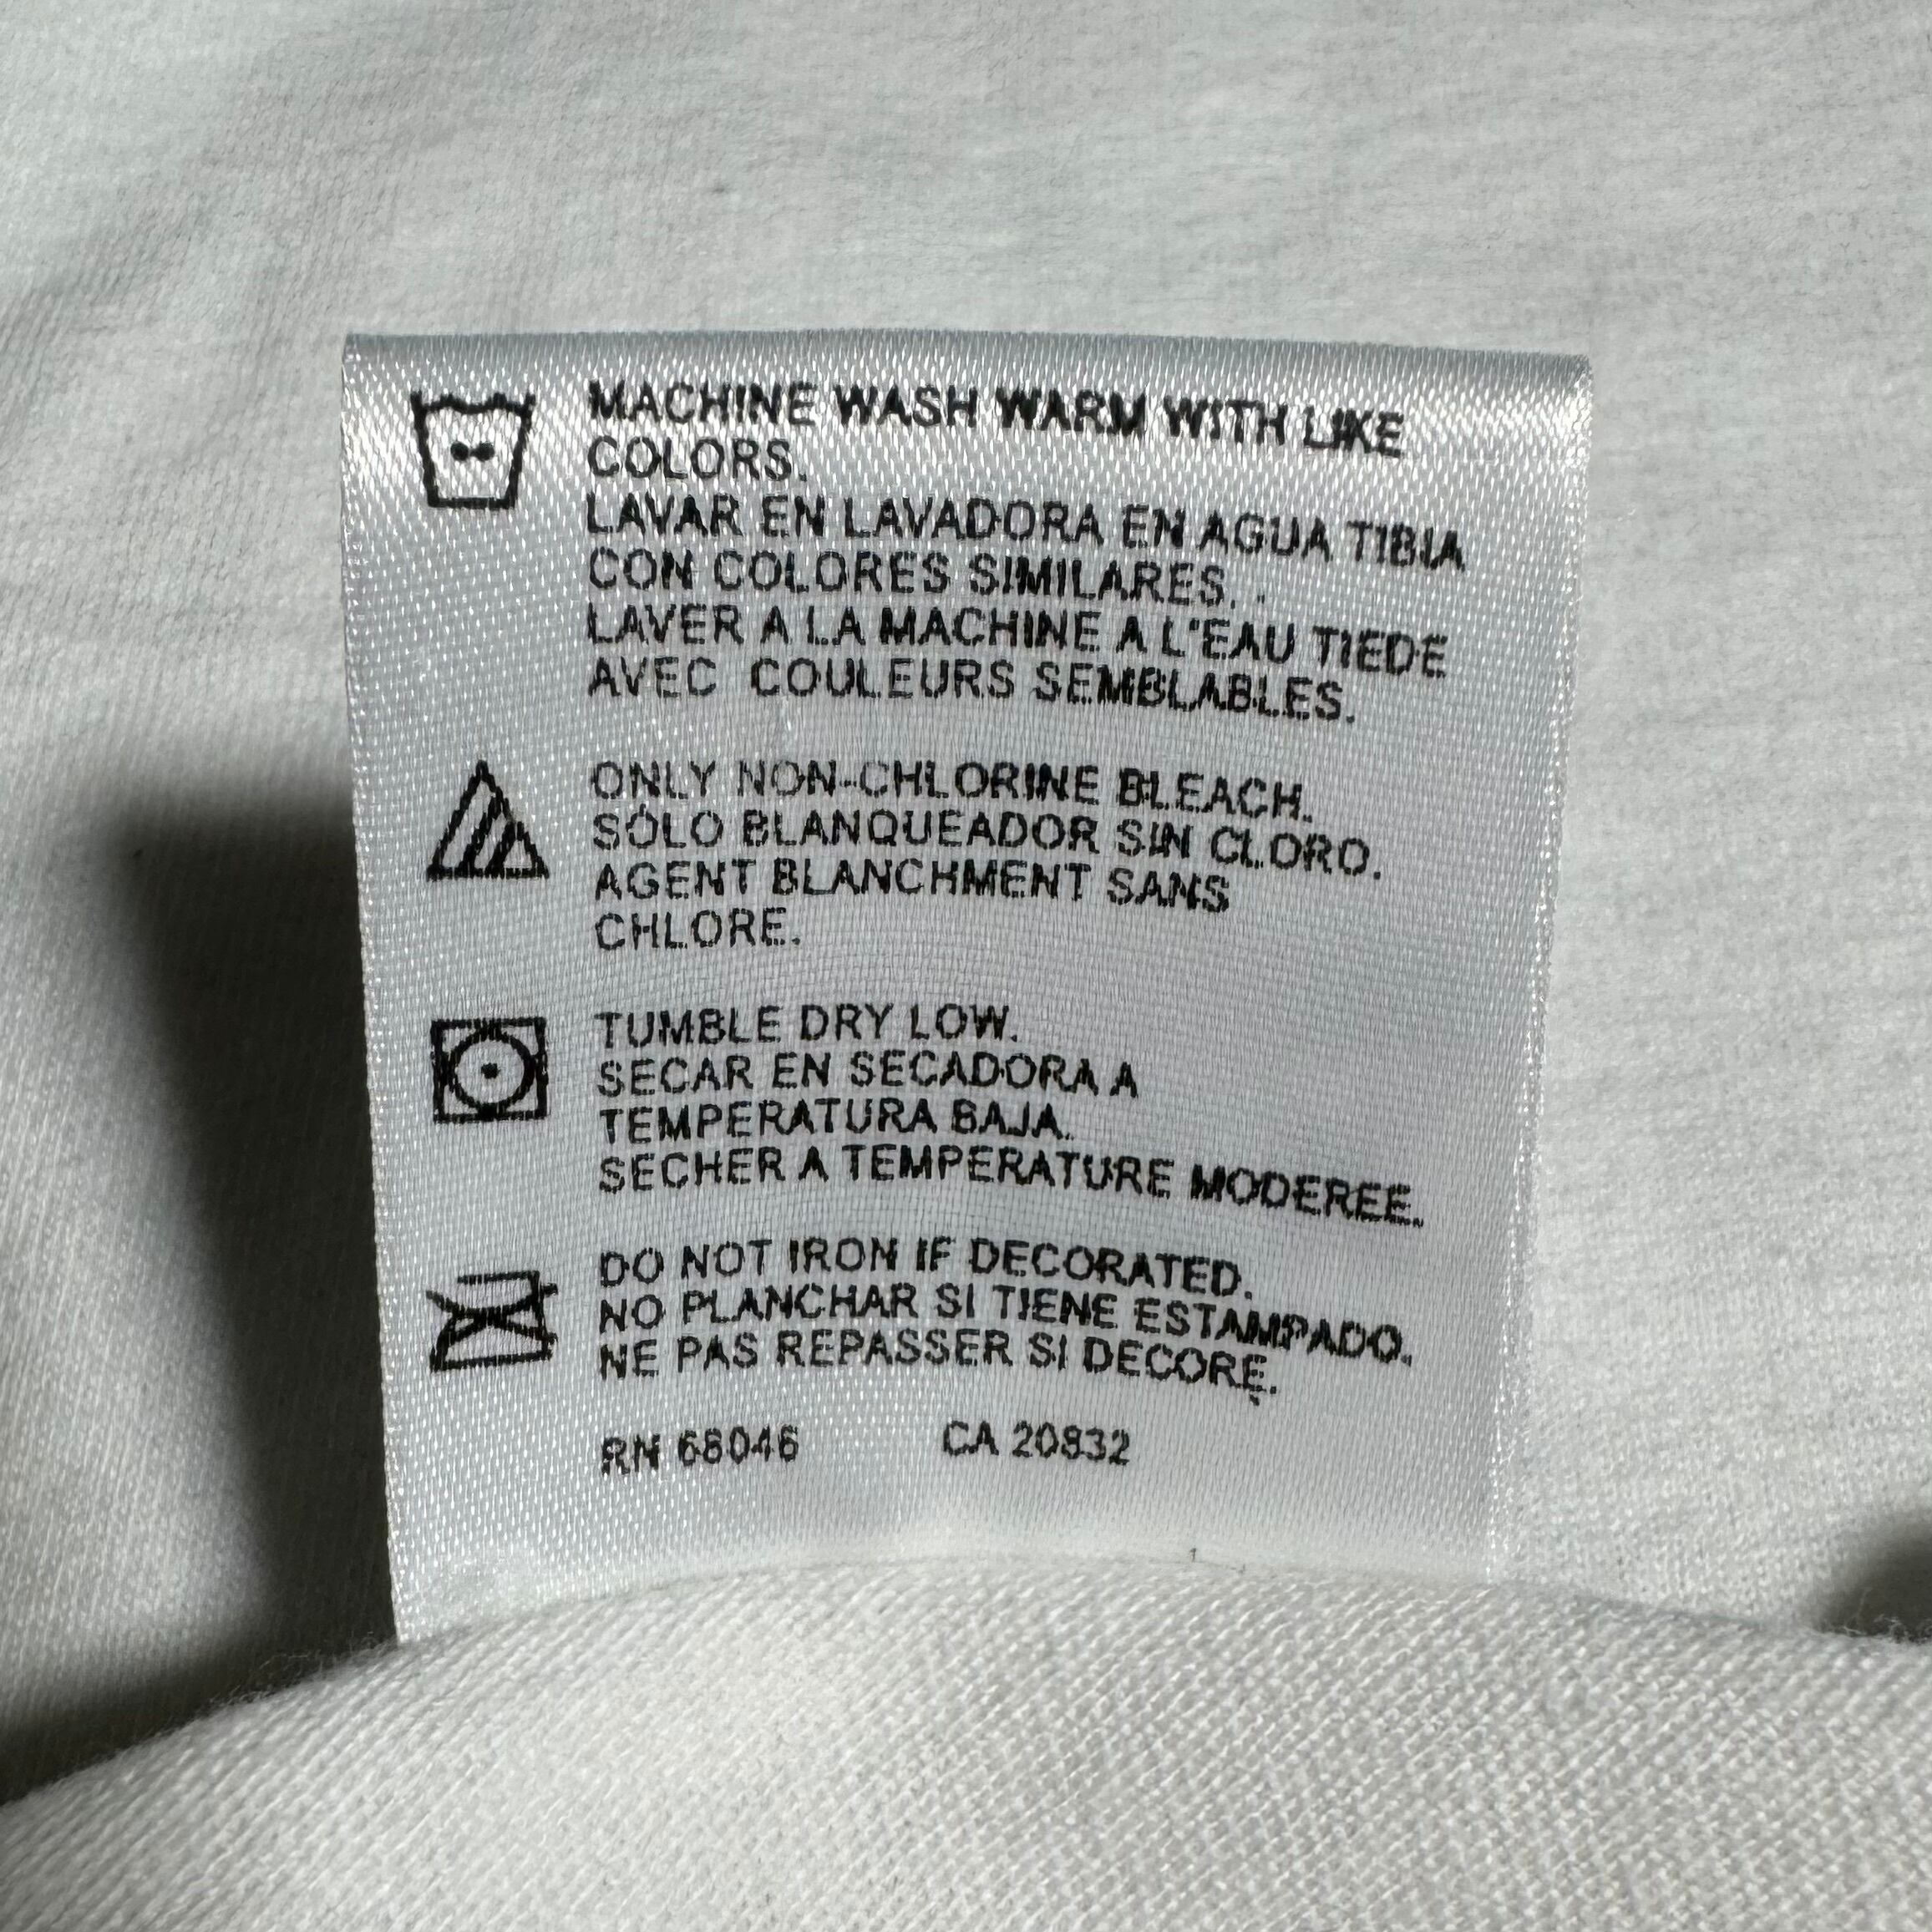 MACHINE WASH WARM WITH LIKE
COLORS.
LAVAR EN LAVADORA EN AGUA TIBIA
CON COLORES SIMILARES. .
LAVER A LA MACHINE A L'EAU TIEDE
AVEC COULEURS SEMBLABLES.
ONLY NON-CHLORINE BLEACH.
SÓLO BLANQUEADOR SIN CLORO.
AGENT BLANCHMENT SANS
CHLORE.
TUMBLE DRY LOW.
SECAR EN SECADORA A
TEMPERATURA BAJA.
SECHER A TEMPERATURE MODEREE.
DO NOT IRON IF DECORATED.
NO PLANCHAR SI TIENE ESTAMPADO.
NE PAS REPASSER SI DECORE.
RN 68046 CA 20832